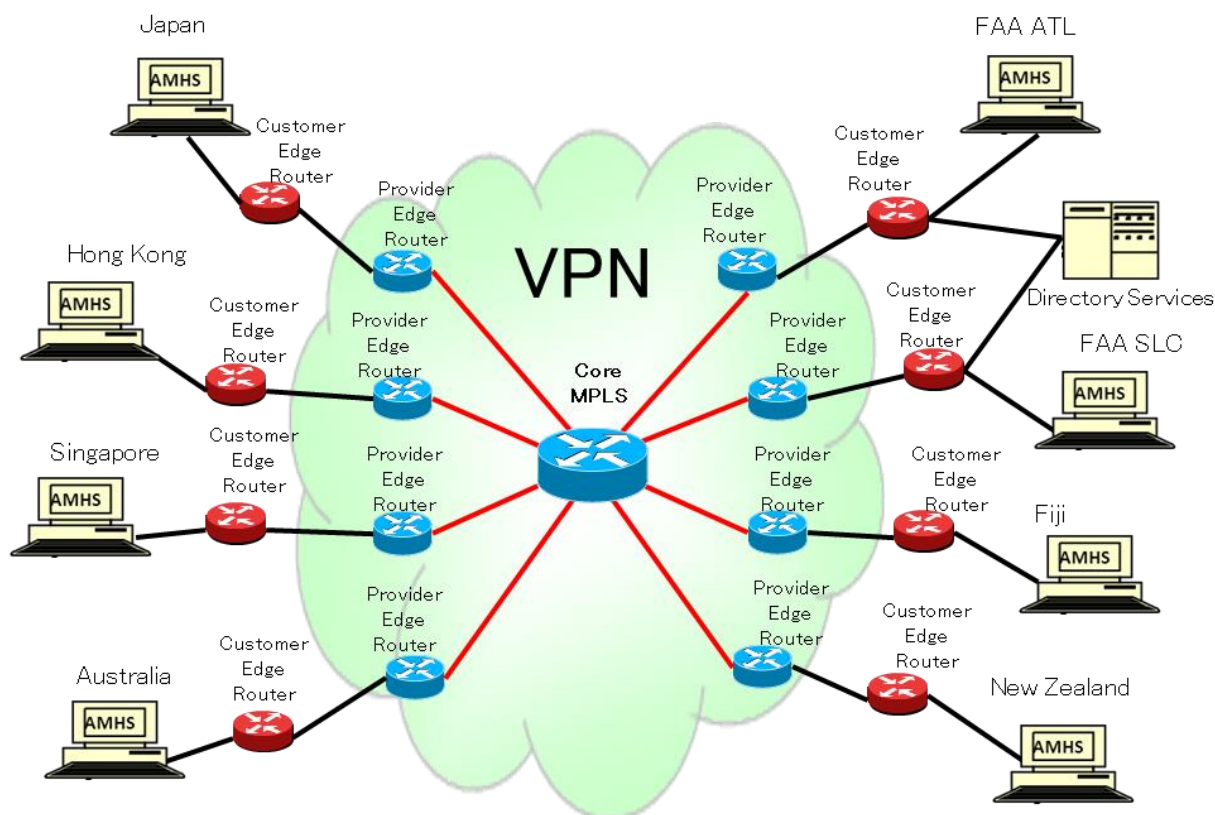 Japan
AMHS
Customer
Edge
Router
Provider
Edge
Router
Hong Kong
AMHS
Customer
Edge
Router
Provider
Edge
Router
Singapore
AMHS
Customer
Edge
Router
Provider
Edge
Router
Australia
AMHS
Customer
Edge
Router
Provider
Edge
Router
VPN
Core
MPLS
FAA ATL
AMHS
Customer
Edge
Router
Provider
Edge
Router
Directory Services
Customer
Edge
Router
Provider
Edge
Router
FAA SLC
AMHS
Provider
Edge
Router
Customer
Edge
Router
Fiji
AMHS
Provider
Edge
Router
Customer
Edge
Router
New Zealand
AMHS